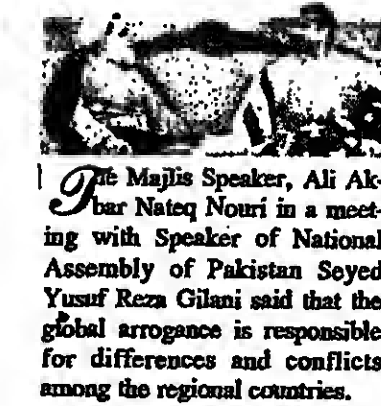 The Majlis Speaker, Ali Ak-
bar Nateq Nouri in a meet-
ing with Speaker of National
Assembly of Pakistan Seyed
Yusuf Reza Gilani said that the
global arrogance is responsible
for differences and conflicts
among the regional countries.